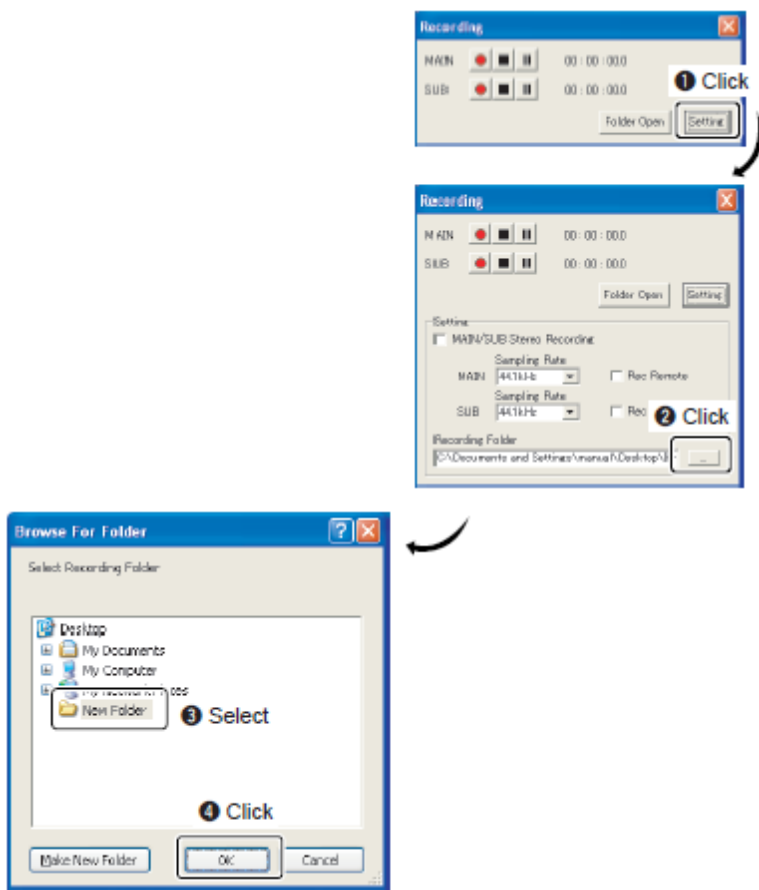 Recording
MAIN 00 : 00 : 00.0
❶ Click
SUB 00 : 00 : 00.0
Folder Open Setting
Recording
MAIN 00 : 00 : 00.0
SUB 00 : 00 : 00.0
Folder Open Setting
Setting
MAIN/SUB Stereo Recording
Sampling Rate
MAIN 44.1kHz Rec Remote
Sampling Rate
SUB 44.1kHz Rec
❷ Click
Recording Folder
C:\Documents and Settings\manual\Desktop\ ...
Browse For Folder
Select Recording Folder
Desktop
My Documents
My Computer
New Folder
❸ Select
❹ Click
Make New Folder OK Cancel